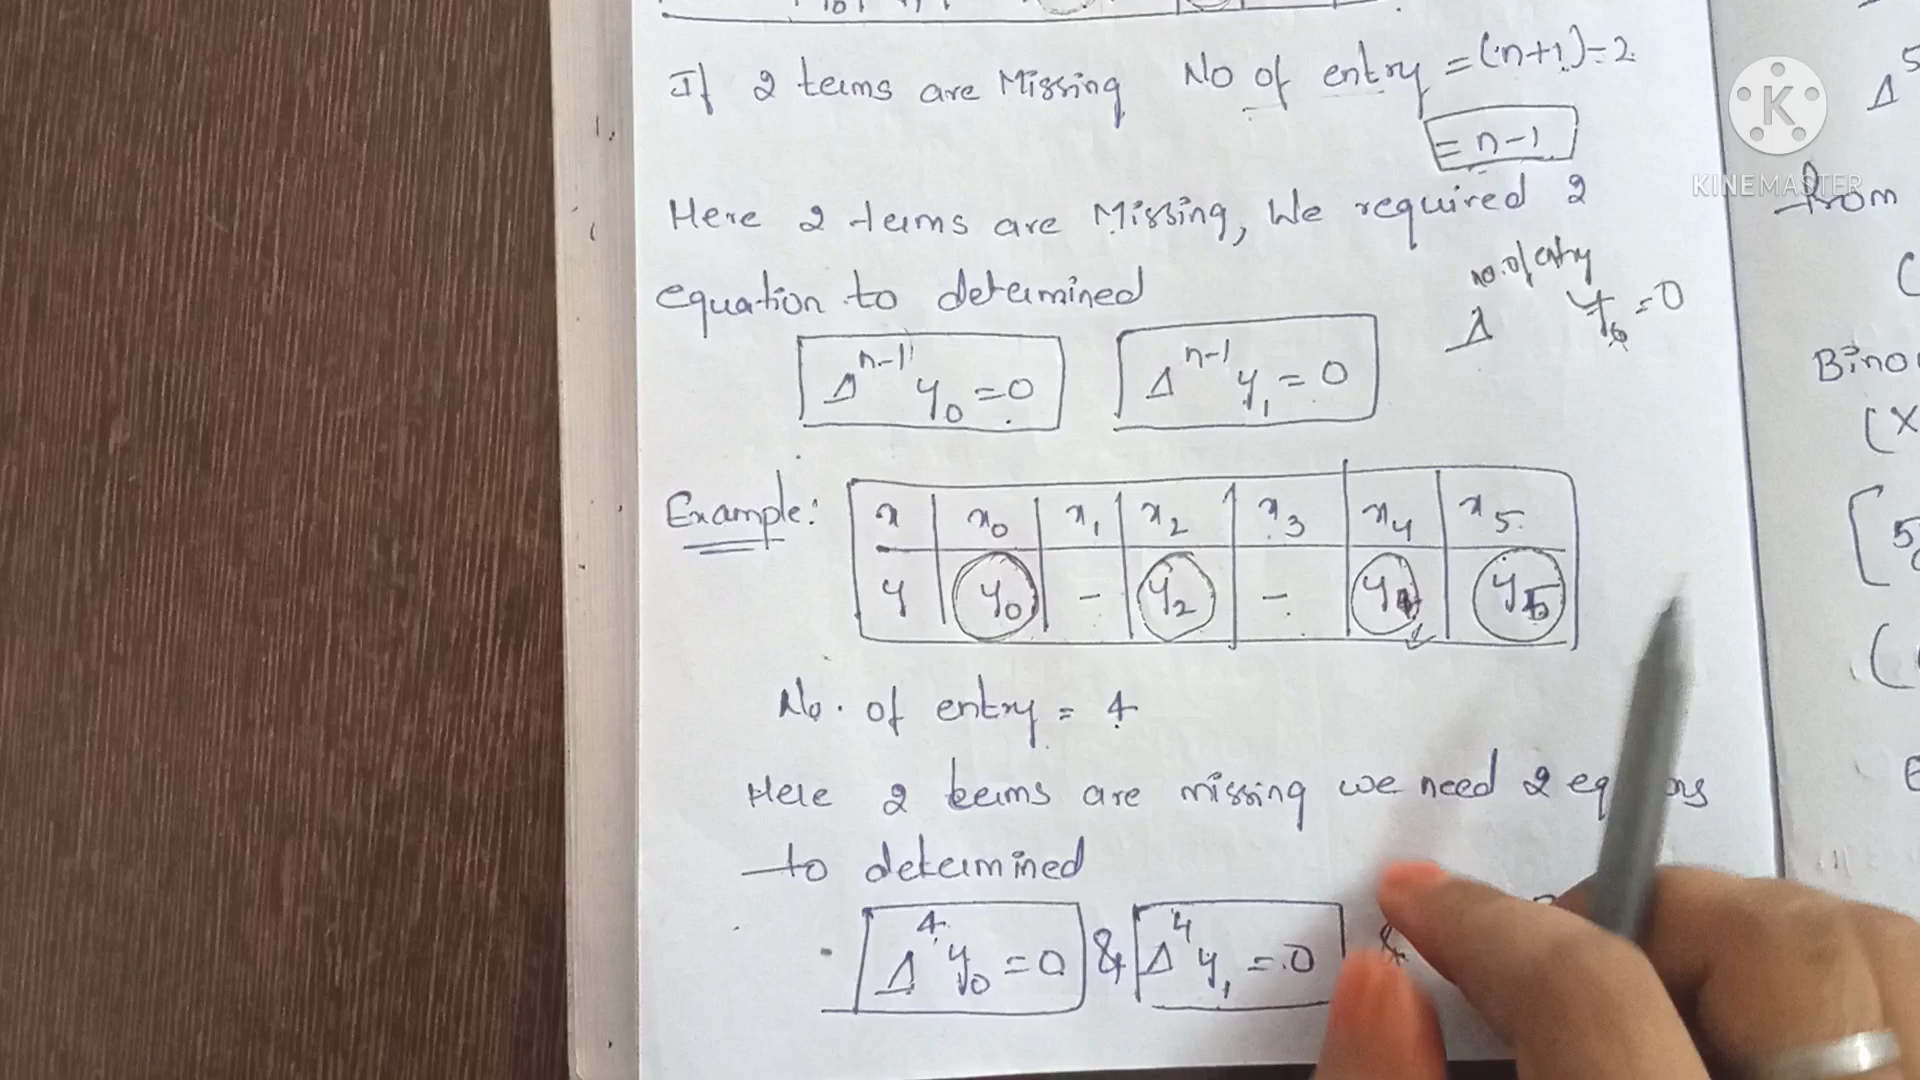 If 2 terms are Missing No of entry = (n+1)-2
= n-1
Here 2 terms are Missing, We required 2
equation to determined
no. of entry
Δ y₀ = 0
Δⁿ⁻¹ y₀ = 0 Δⁿ⁻¹ y₁ = 0
Example:
x x₀ x₁ x₂ x₃ x₄ x₅
y y₀ - y₂ - y₄ y₅
No. of entry = 4
Here 2 terms are missing we need 2
to determined
Δ⁴ y₀ = 0 & Δ⁴ y₁ = 0 &
K
KINEMASTER
Δ⁵
from
(
Bino
(x
[5
(